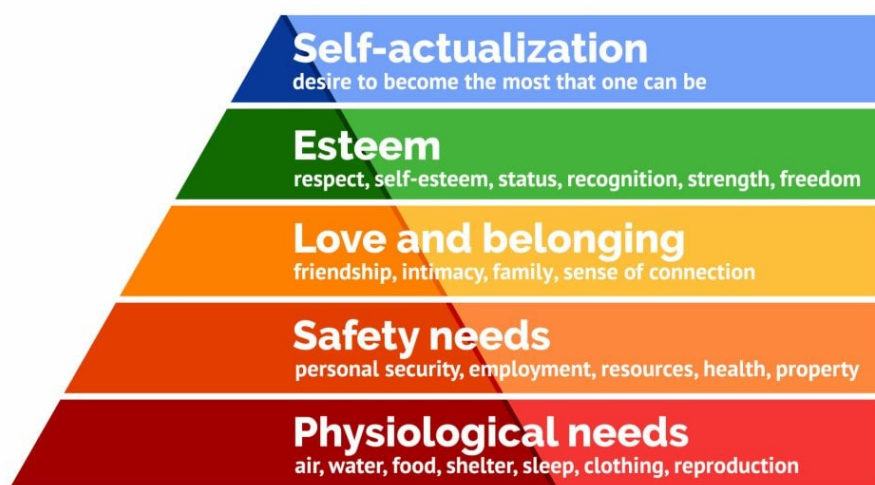 Self-actualization
desire to become the most that one can be
Esteem
respect, self-esteem, status, recognition, strength, freedom
Love and belonging
friendship, intimacy, family, sense of connection
Safety needs
personal security, employment, resources, health, property
Physiological needs
air, water, food, shelter, sleep, clothing, reproduction